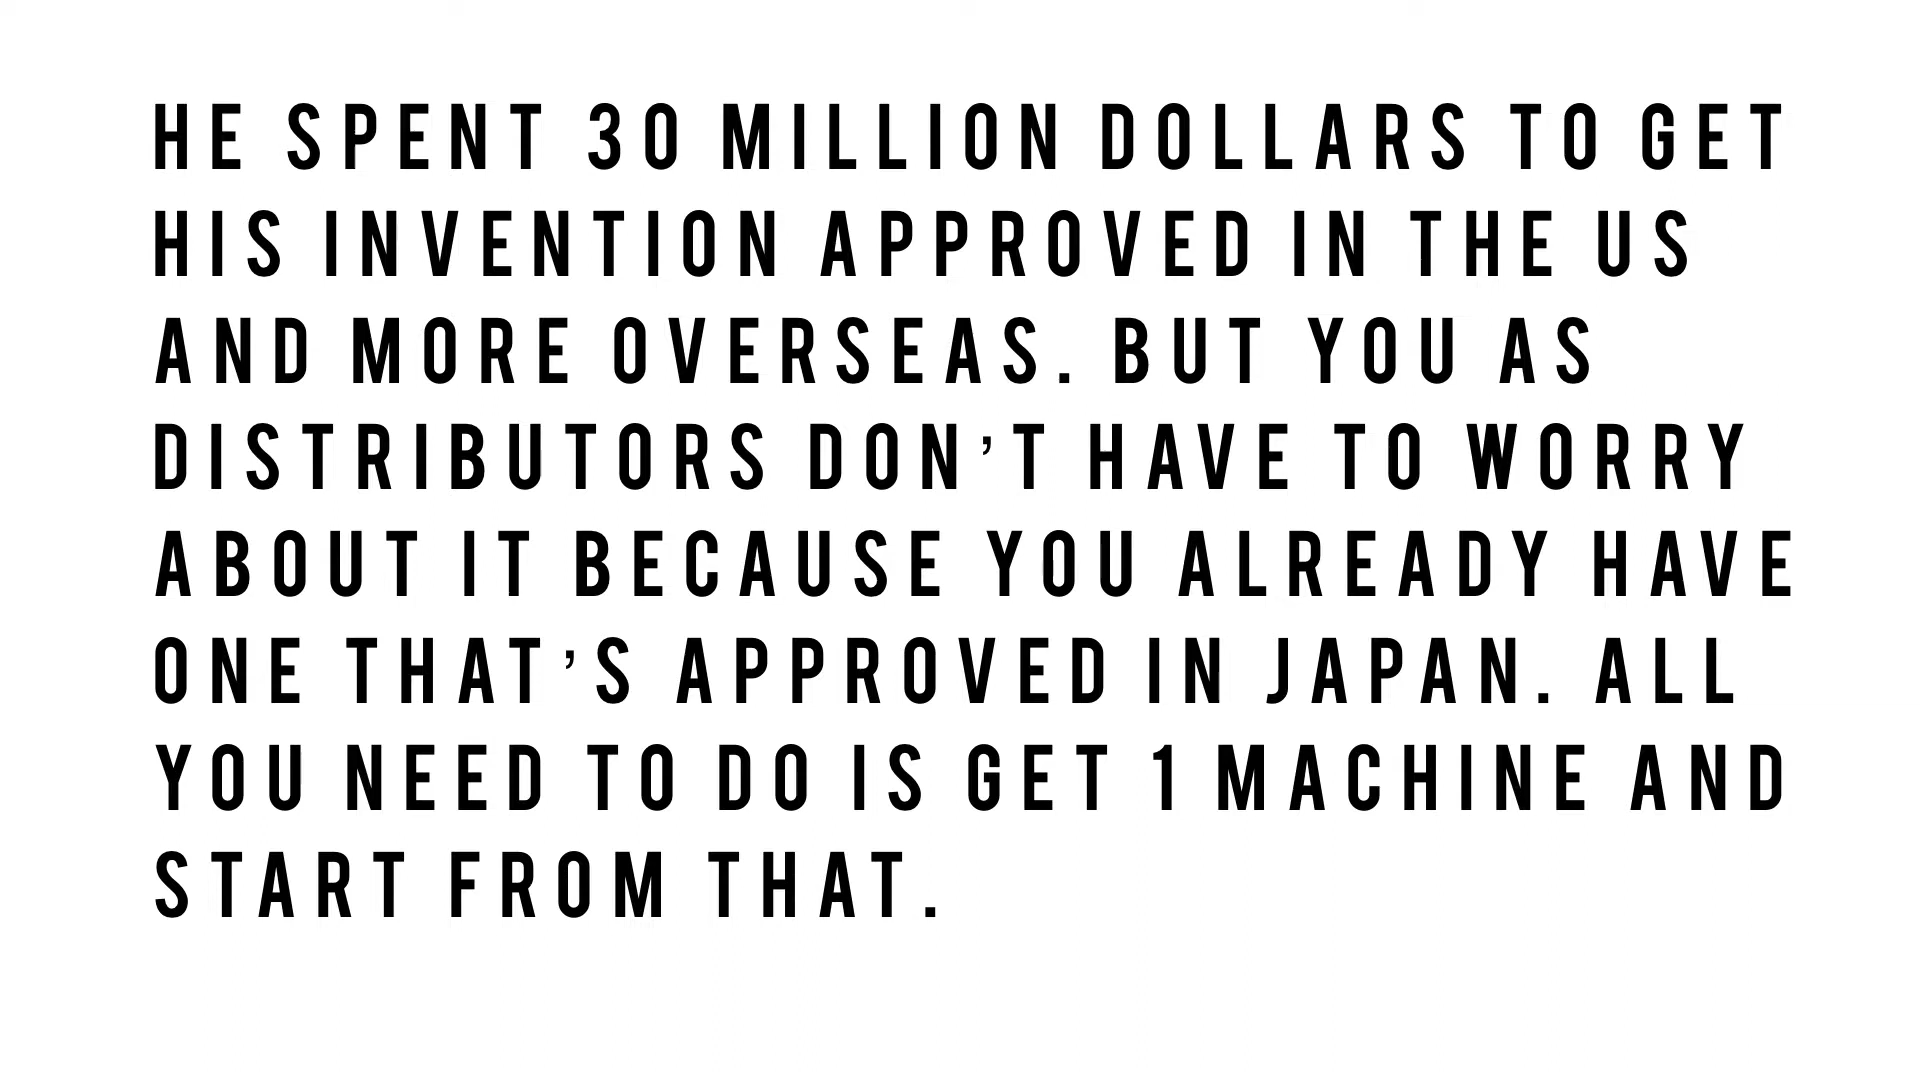 HE SPENT 30 MILLION DOLLARS TO GET
HIS INVENTION APPROVED IN THE US
AND MORE OVERSEAS. BUT YOU AS
DISTRIBUTORS DON'T HAVE TO WORRY
ABOUT IT BECAUSE YOU ALREADY HAVE
ONE THAT'S APPROVED IN JAPAN. ALL
YOU NEED TO DO IS GET 1 MACHINE AND
START FROM THAT.